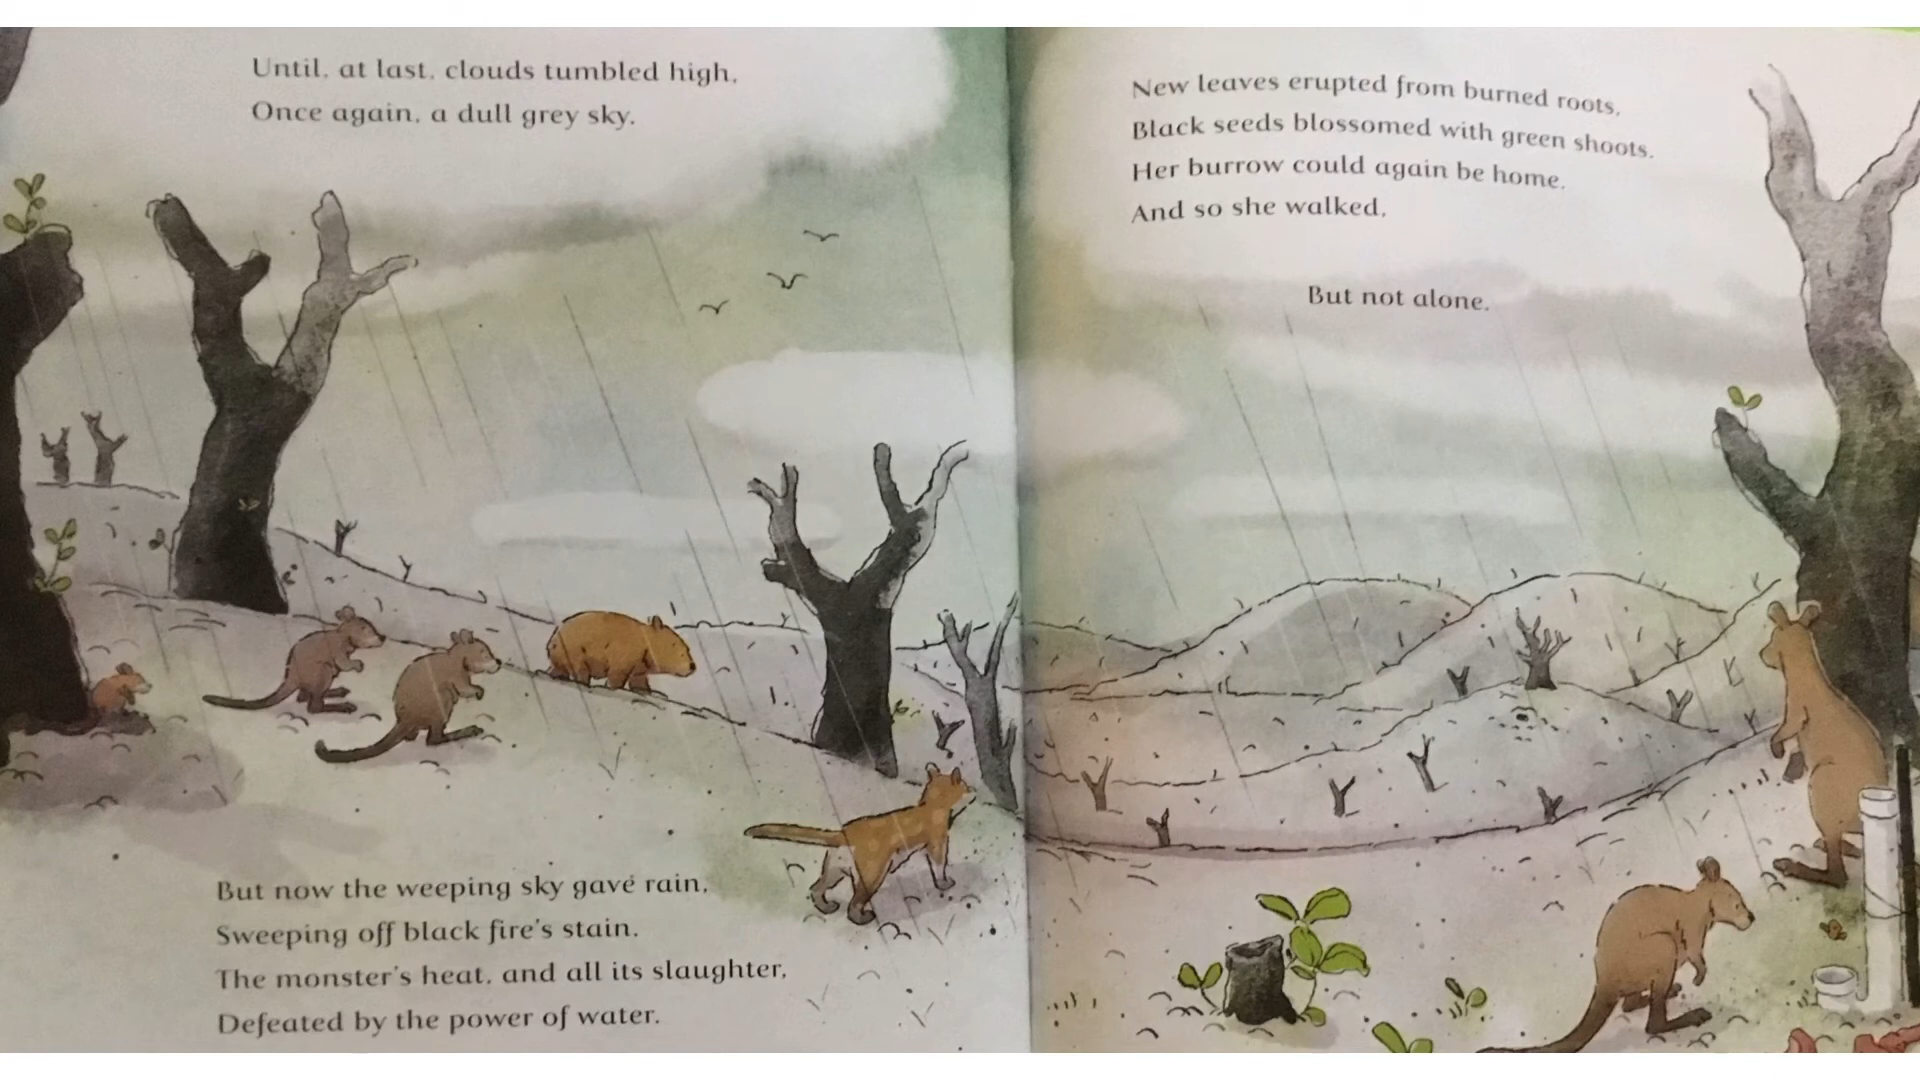 Until, at last, clouds tumbled high,
Once again, a dull grey sky.
But now the weeping sky gave rain,
Sweeping off black fire's stain.
The monster's heat, and all its slaughter,
Defeated by the power of water.
New leaves erupted from burned roots,
Black seeds blossomed with green shoots.
Her burrow could again be home.
And so she walked,
But not alone.